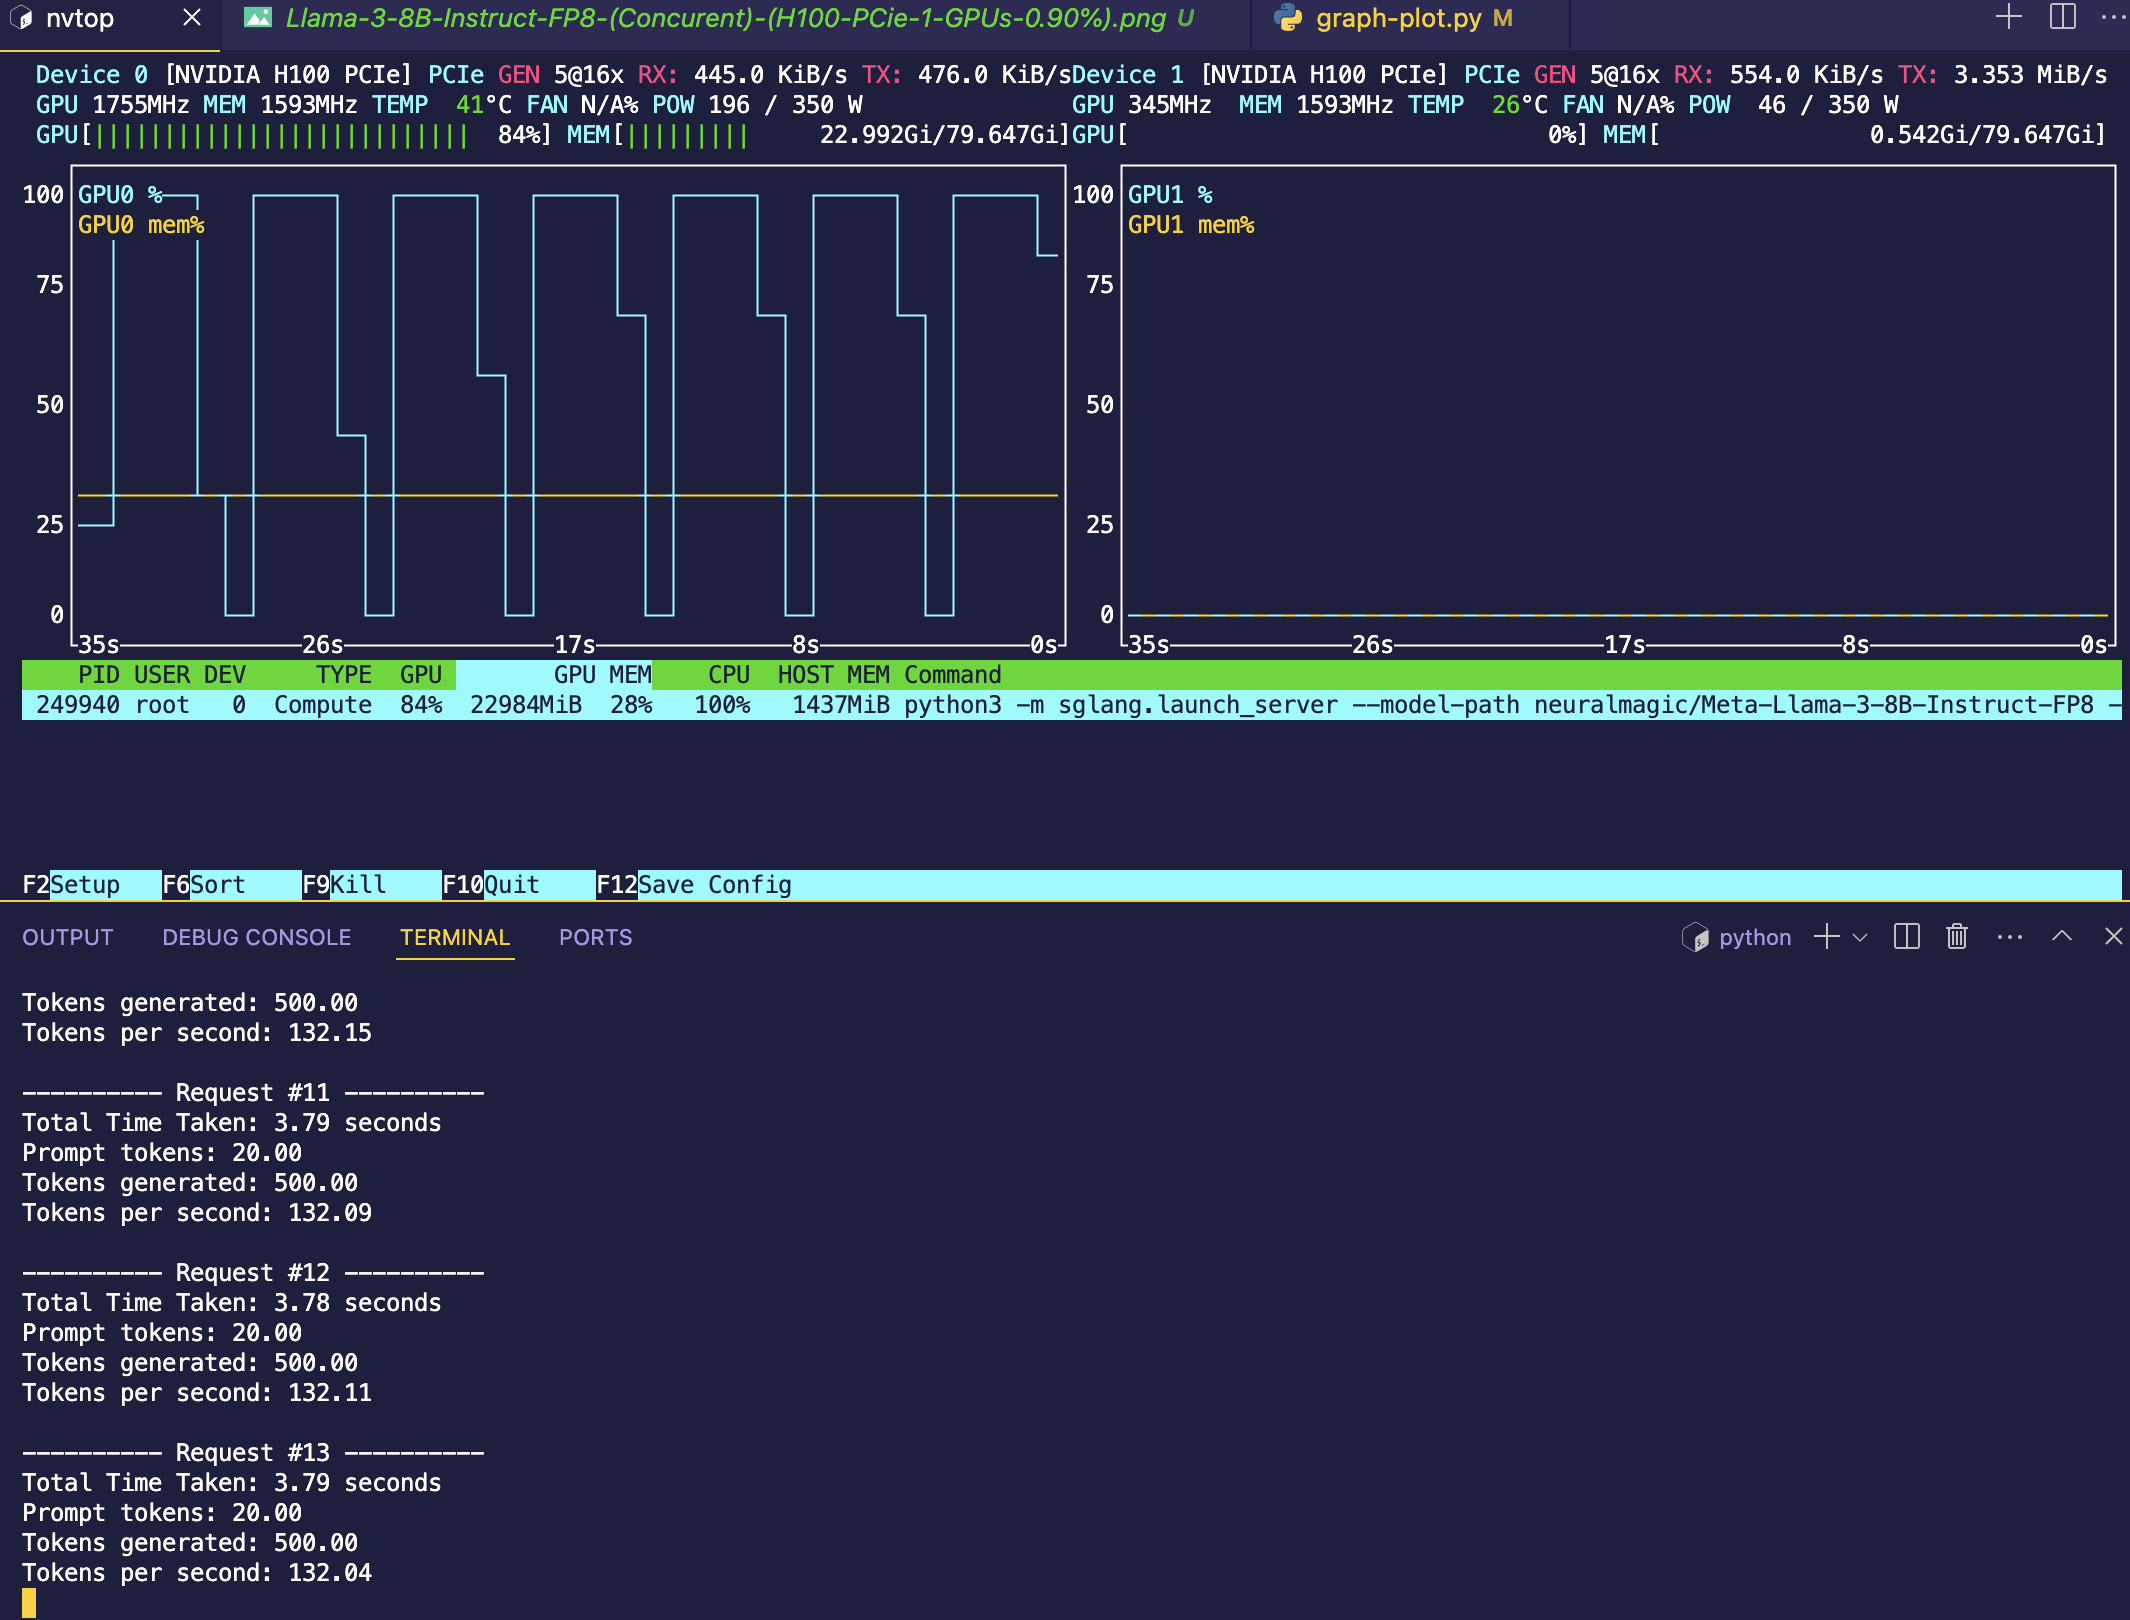 nvtop
Llama-3-8B-Instruct-FP8-(Concurent)-(H100-PCie-1-GPUs-0.90%).png U
graph-plot.py M
Device 0 [NVIDIA H100 PCIe] PCIe GEN 5@16x RX: 445.0 KiB/s TX: 476.0 KiB/s Device 1 [NVIDIA H100 PCIe] PCIe GEN 5@16x RX: 554.0 KiB/s TX: 3.353 MiB/s
GPU 1755MHz MEM 1593MHz TEMP 41°C FAN N/A% POW 196 / 350 W GPU 345MHz MEM 1593MHz TEMP 26°C FAN N/A% POW 46 / 350 W
GPU[||||||||||||||||||||||||||| 84%] MEM[||||||||| 22.992Gi/79.647Gi] GPU[ 0%] MEM[ 0.542Gi/79.647Gi]
100 GPU0 % 100 GPU1 %
GPU0 mem% GPU1 mem%
75 75
50 50
25 25
0 0
35s 26s 17s 8s 0s 35s 26s 17s 8s 0s
PID USER DEV TYPE GPU GPU MEM CPU HOST MEM Command
249940 root 0 Compute 84% 22984MiB 28% 100% 1437MiB python3 -m sglang.launch_server --model-path neuralmagic/Meta-Llama-3-8B-Instruct-FP8 -
F2Setup F6Sort F9Kill F10Quit F12Save Config
OUTPUT DEBUG CONSOLE TERMINAL PORTS python
Tokens generated: 500.00
Tokens per second: 132.15
---------- Request #11 ----------
Total Time Taken: 3.79 seconds
Prompt tokens: 20.00
Tokens generated: 500.00
Tokens per second: 132.09
---------- Request #12 ----------
Total Time Taken: 3.78 seconds
Prompt tokens: 20.00
Tokens generated: 500.00
Tokens per second: 132.11
---------- Request #13 ----------
Total Time Taken: 3.79 seconds
Prompt tokens: 20.00
Tokens generated: 500.00
Tokens per second: 132.04